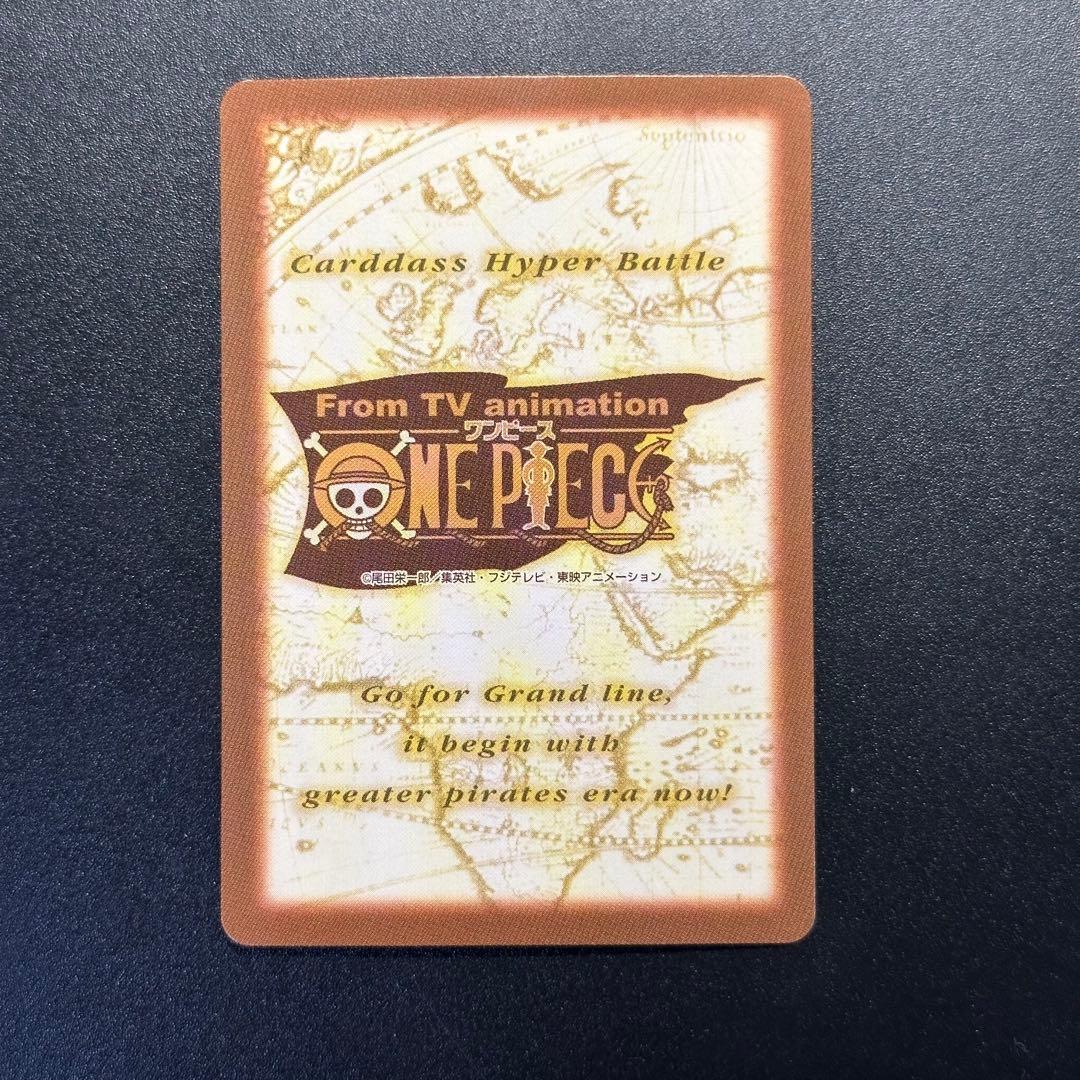 Septentrio
Carddass Hyper Battle
From TV animation
ワンピース
ONE PIECE
©尾田栄一郎／集英社・フジテレビ・東映アニメーション
Go for Grand line,
it begin with
greater pirates era now!